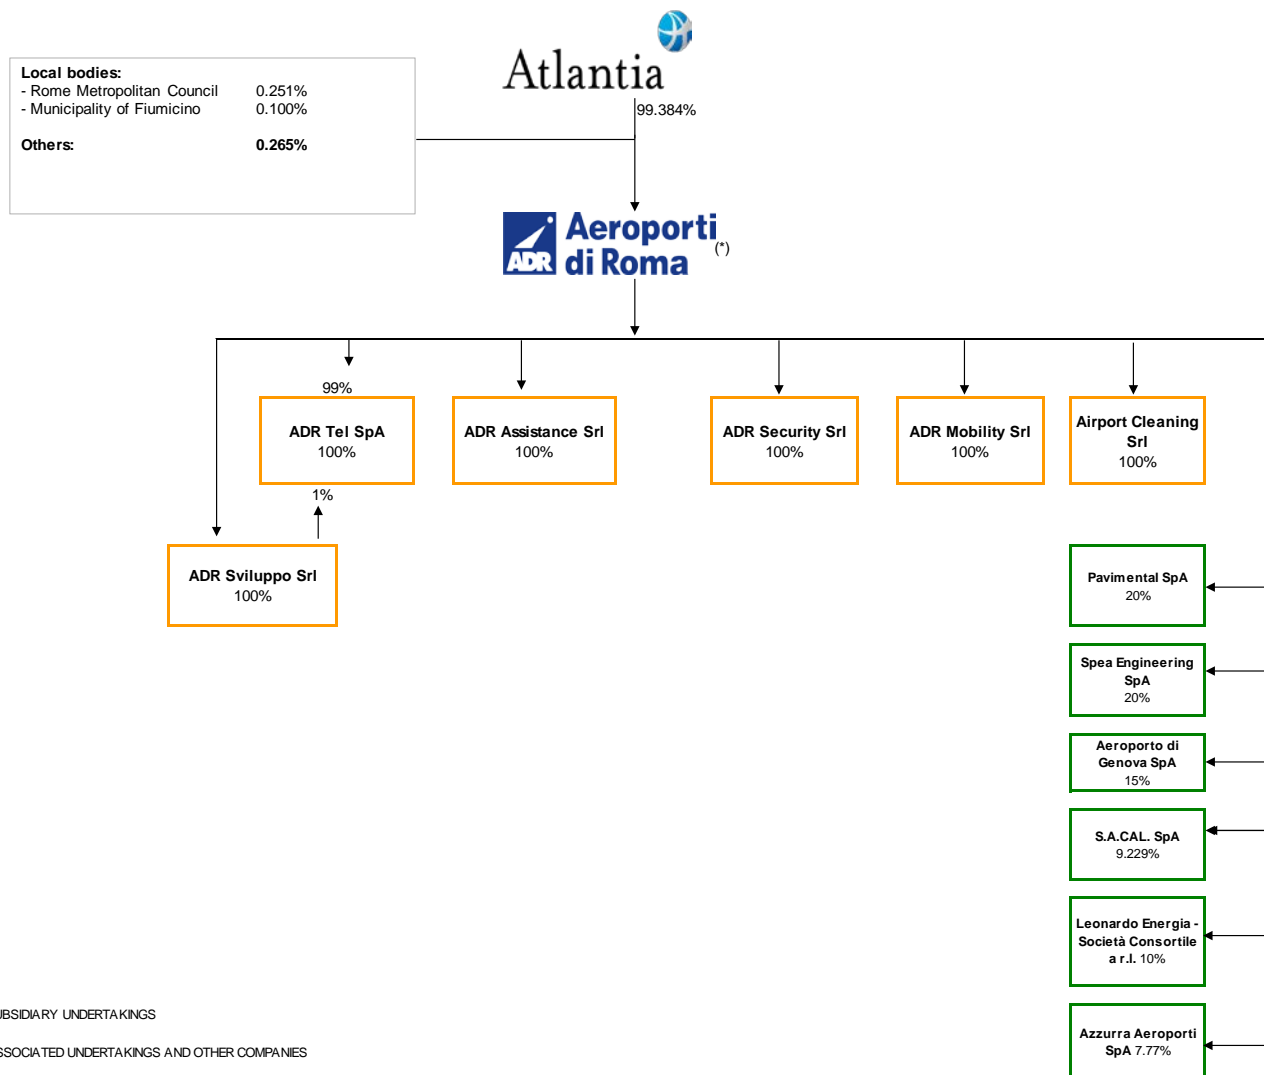 Atlantia
Local bodies:
- Rome Metropolitan Council 0.251%
- Municipality of Fiumicino 0.100%
Others: 0.265%
99.384%
ADR Aeroporti
di Roma
(*)
99%
ADR Tel SpA
100%
1%
ADR Assistance Srl
100%
ADR Security Srl
100%
ADR Mobility Srl
100%
Airport Cleaning
Srl
100%
ADR Sviluppo Srl
100%
Pavimental SpA
20%
Spea Engineering
SpA
20%
Aeroporto di
Genova SpA
15%
S.A.CAL. SpA
9.229%
Leonardo Energia -
Società Consortile
a r.l. 10%
Azzurra Aeroporti
SpA 7.77%
UBSIDIARY UNDERTAKINGS
SSOCIATED UNDERTAKINGS AND OTHER COMPANIES